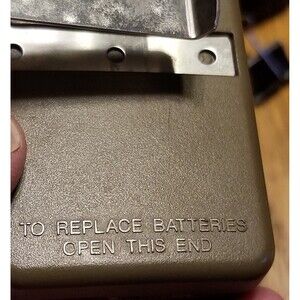 TO REPLACE BATTERIES
OPEN THIS END